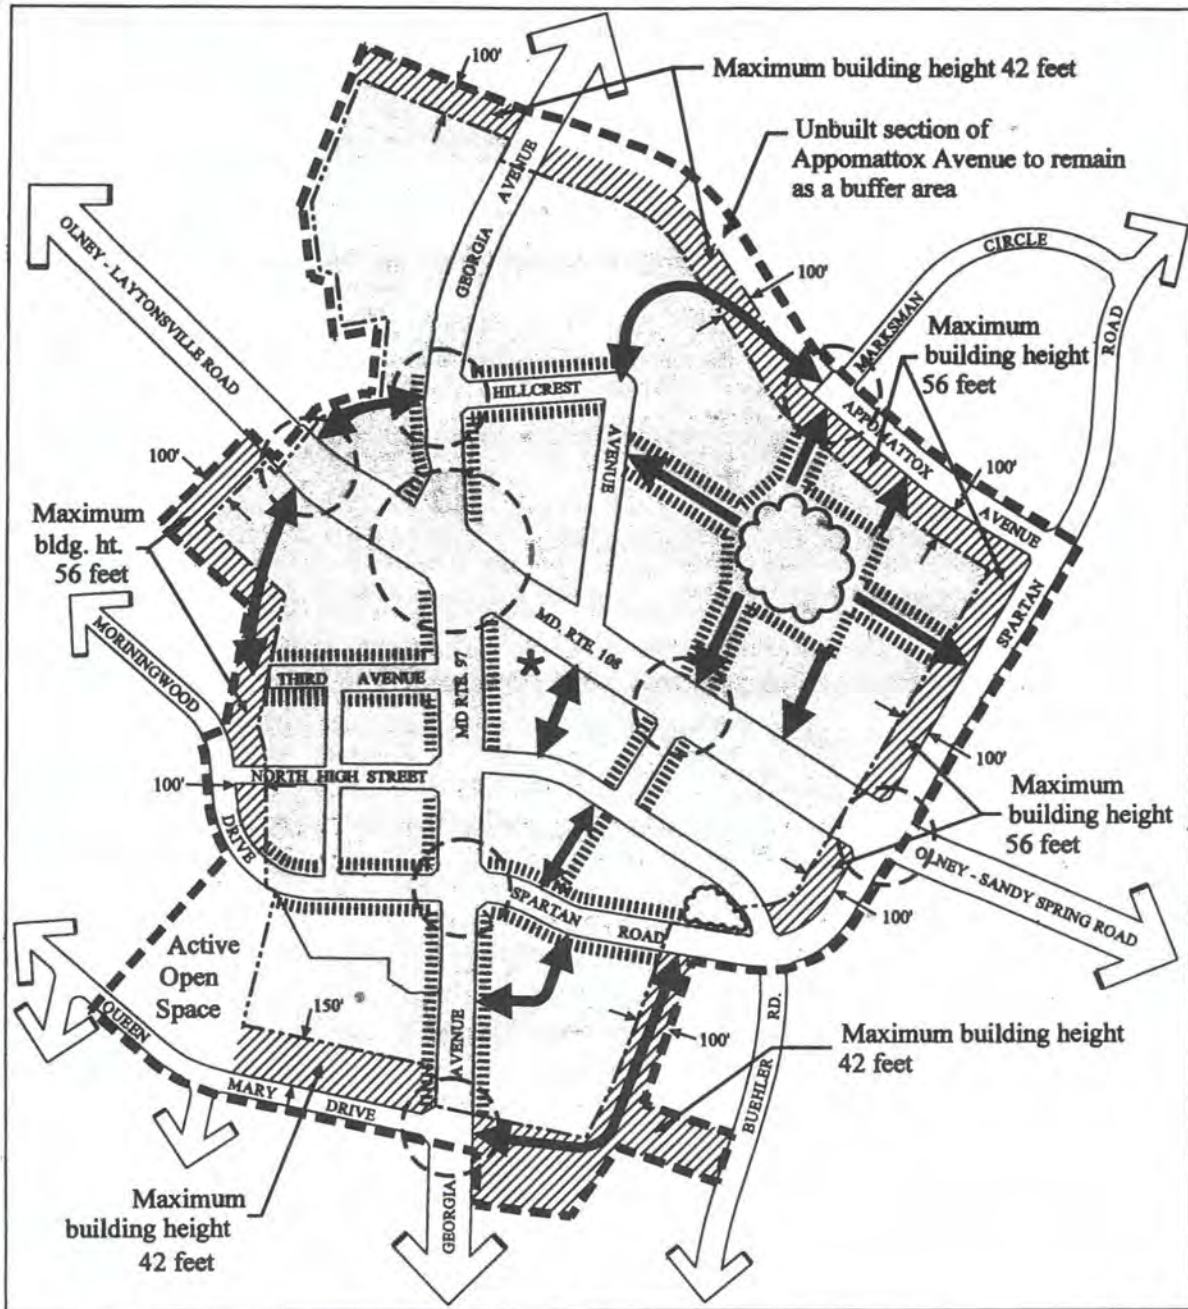 100'
Maximum building height 42 feet
Unbuilt section of
Appomattox Avenue to remain
as a buffer area
GEORGIA AVENUE
OLNEY - LAYTONSVILLE ROAD
100'
MARKSMAN CIRCLE
ROAD
Maximum
building height
56 feet
HILLCREST
AVENUE
APPOMATTOX AVENUE
100'
100'
Maximum
bldg. ht.
56 feet
SPARTAN
MORNINGWOOD
DRIVE
MD. RTE. 108
*
MD RTE. 97
THIRD AVENUE
NORTH HIGH STREET
100'
100'
Maximum
building height
56 feet
SPARTAN ROAD
100'
OLNEY - SANDY SPRING ROAD
Active
Open
Space
150'
QUEEN MARY DRIVE
AVENUE
GEORGIA
100'
BUEHLER RD.
Maximum building height
42 feet
Maximum
building height
42 feet